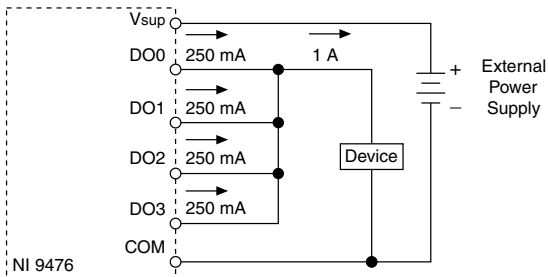 Vsup
DO0
250 mA
1 A
DO1
250 mA
DO2
250 mA
DO3
250 mA
COM
NI 9476
Device
+
–
External
Power
Supply